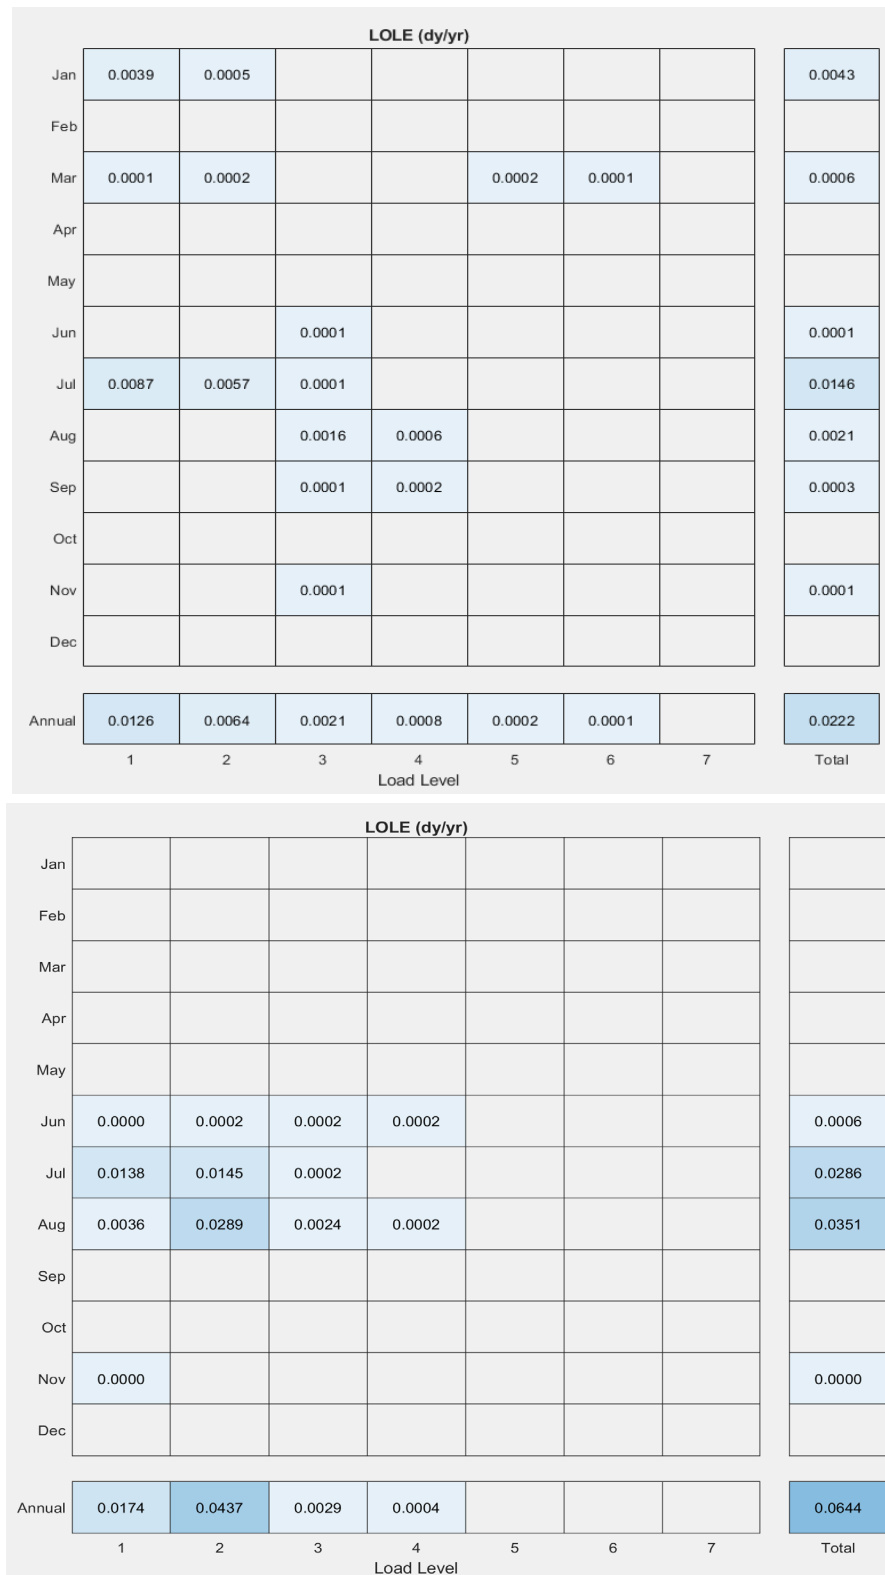 LOLE (dy/yr)
Jan 0.0039 0.0005 0.0043
Feb
Mar 0.0001 0.0002 0.0002 0.0001 0.0006
Apr
May
Jun 0.0001 0.0001
Jul 0.0087 0.0057 0.0001 0.0146
Aug 0.0016 0.0006 0.0021
Sep 0.0001 0.0002 0.0003
Oct
Nov 0.0001 0.0001
Dec
Annual 0.0126 0.0064 0.0021 0.0008 0.0002 0.0001 0.0222
1 2 3 4 5 6 7 Total
Load Level
LOLE (dy/yr)
Jan
Feb
Mar
Apr
May
Jun 0.0000 0.0002 0.0002 0.0002 0.0006
Jul 0.0138 0.0145 0.0002 0.0286
Aug 0.0036 0.0289 0.0024 0.0002 0.0351
Sep
Oct
Nov 0.0000 0.0000
Dec
Annual 0.0174 0.0437 0.0029 0.0004 0.0644
1 2 3 4 5 6 7 Total
Load Level